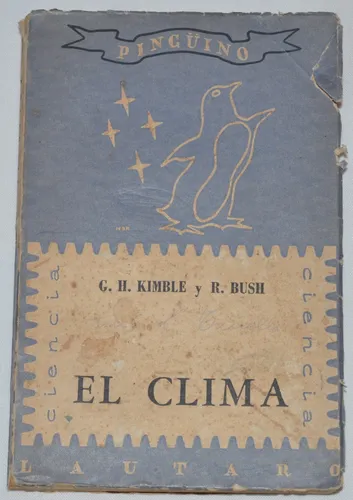 PINGÜINO
G. H. KIMBLE y R. BUSH
ciencia
ciencia
EL CLIMA
LAUTARO